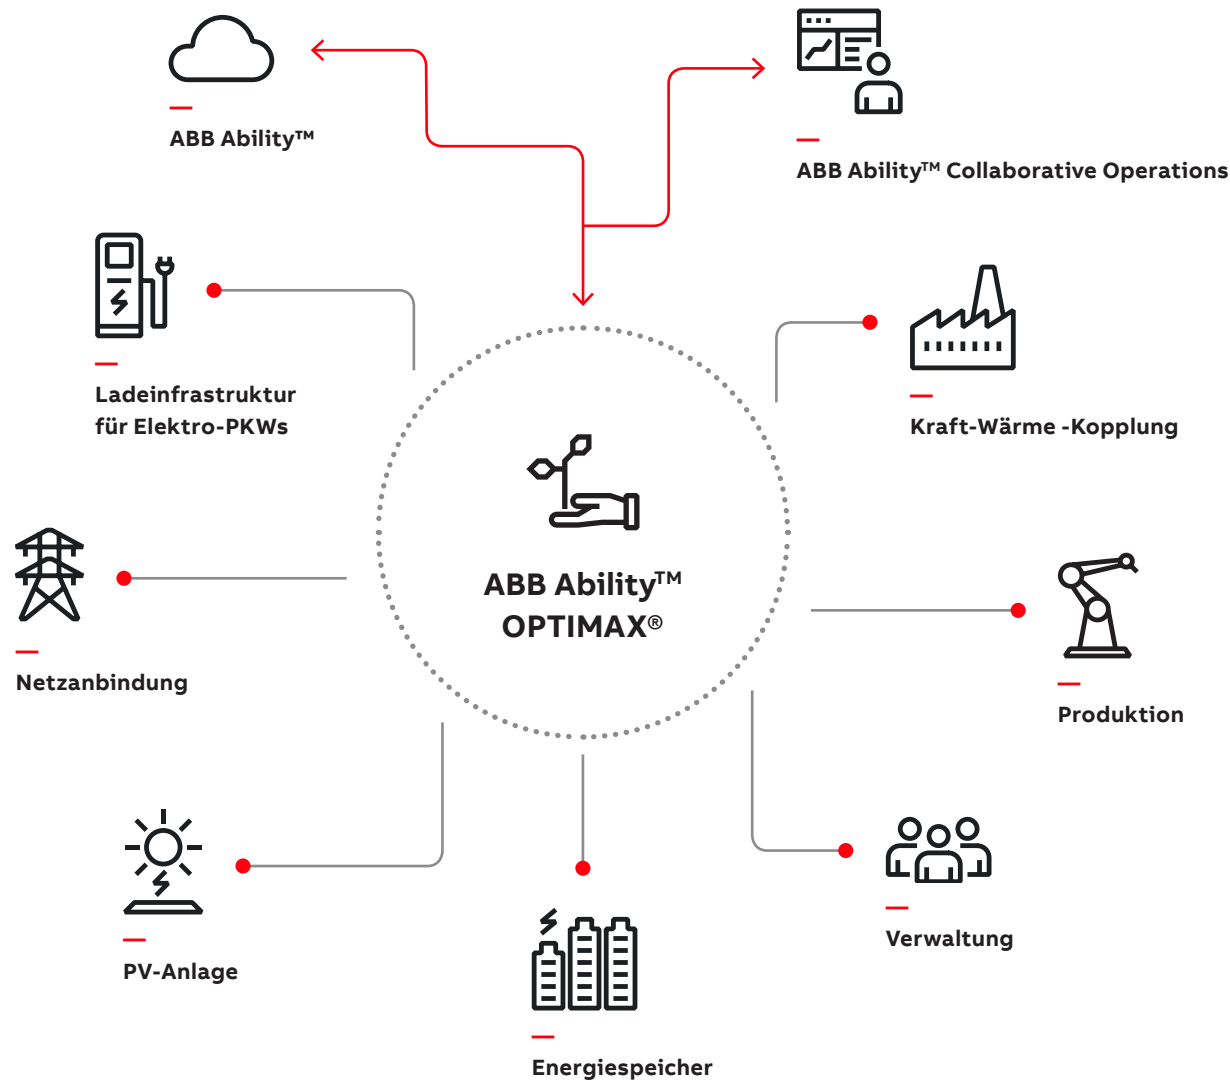 ABB Ability™
ABB Ability™ Collaborative Operations
Ladeinfrastruktur
für Elektro-PKWs
Kraft-Wärme -Kopplung
ABB Ability™
OPTIMAX®
Netzanbindung
Produktion
PV-Anlage
Verwaltung
Energiespeicher